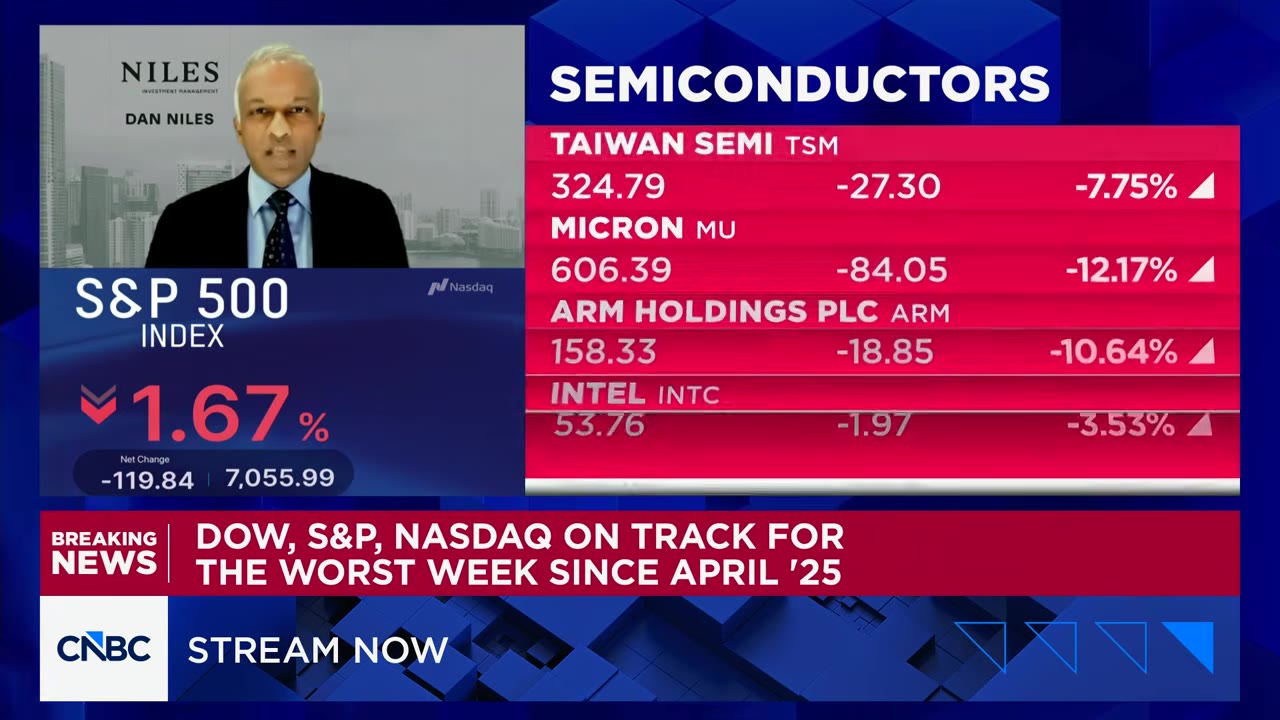 NILES
INVESTMENT MANAGEMENT
DAN NILES
S&P 500
INDEX
Nasdaq
1.67 %
Net Change
-119.84 | 7,055.99
SEMICONDUCTORS
TAIWAN SEMI TSM
324.79 -27.30 -7.75%
MICRON MU
606.39 -84.05 -12.17%
ARM HOLDINGS PLC ARM
158.33 -18.85 -10.64%
INTEL INTC
53.76 -1.97 -3.53%
BREAKING
NEWS
DOW, S&P, NASDAQ ON TRACK FOR
THE WORST WEEK SINCE APRIL '25
CNBC
STREAM NOW